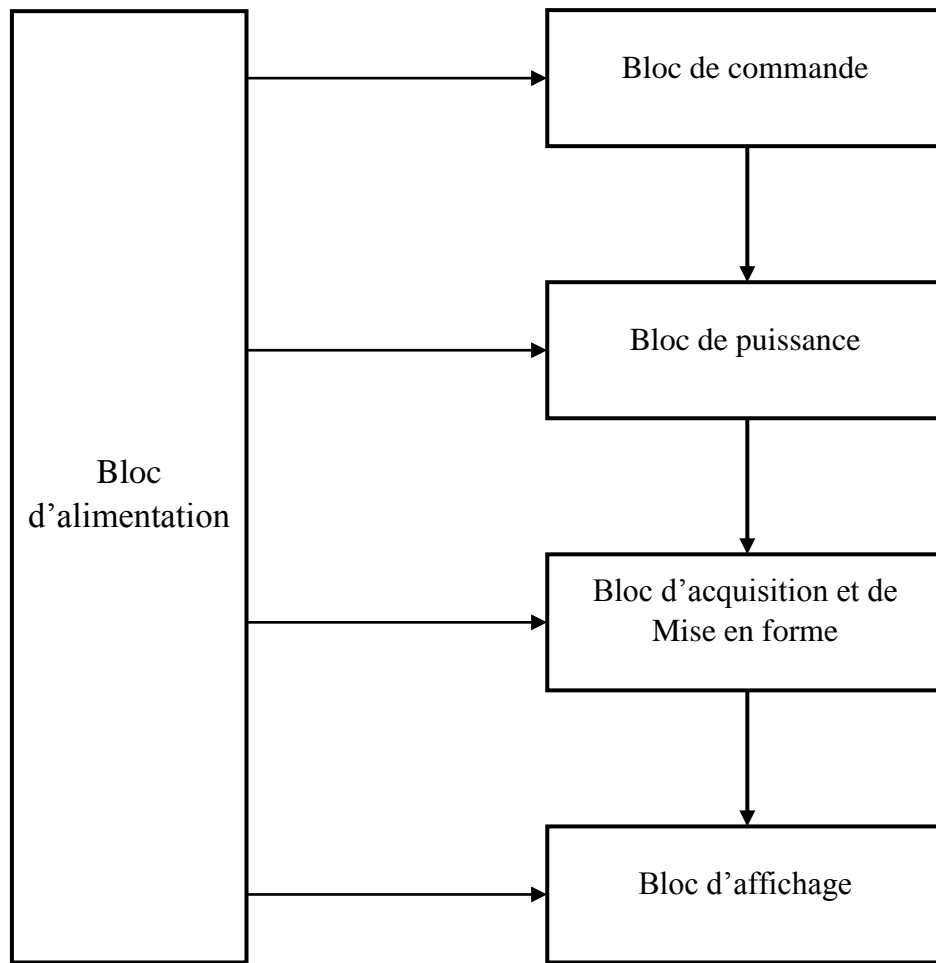 Bloc de commande
Bloc de puissance
Bloc
d’alimentation
Bloc d’acquisition et de
Mise en forme
Bloc d’affichage